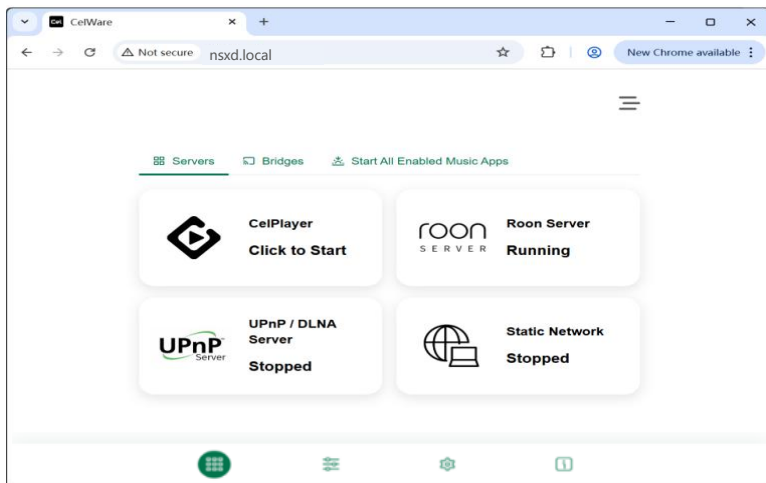 Cel CelWare
Not secure nsxd.local New Chrome available
Servers Bridges Start All Enabled Music Apps
CelPlayer
Click to Start
roon
SERVER
Roon Server
Running
UPnP
Server
UPnP / DLNA
Server
Stopped
Static Network
Stopped